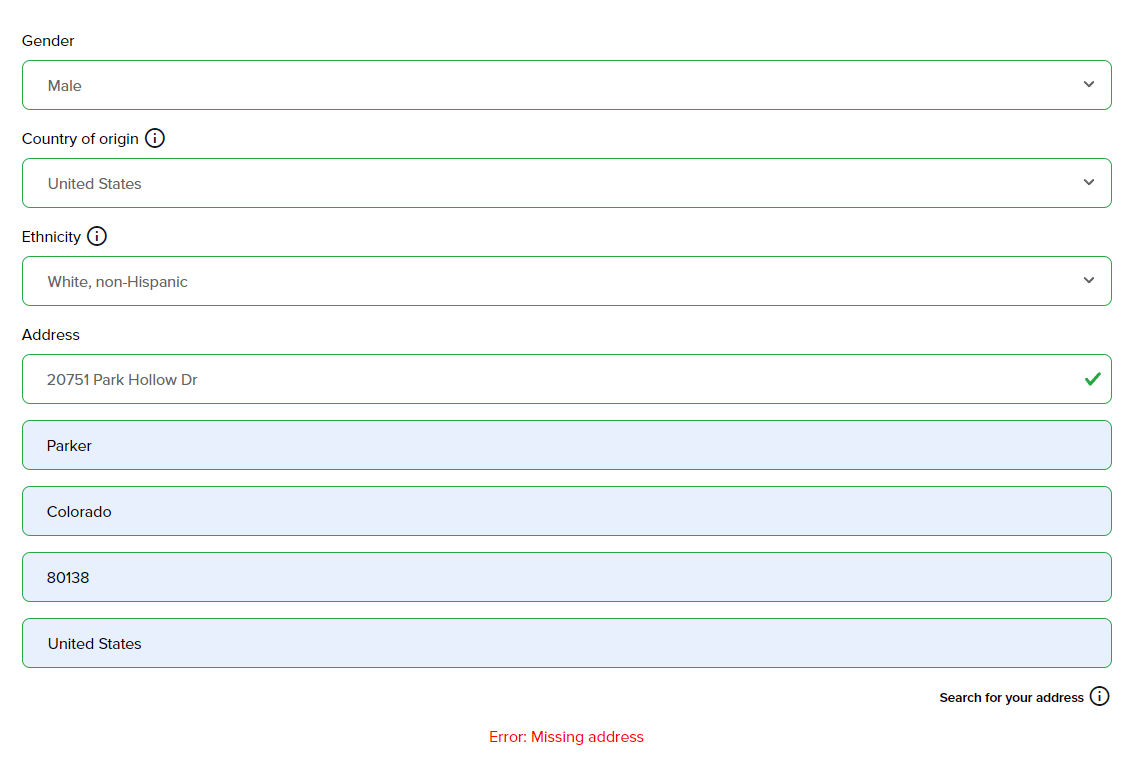 Gender
Male
Country of origin
United States
Ethnicity
White, non-Hispanic
Address
20751 Park Hollow Dr
Parker
Colorado
80138
United States
Search for your address
Error: Missing address